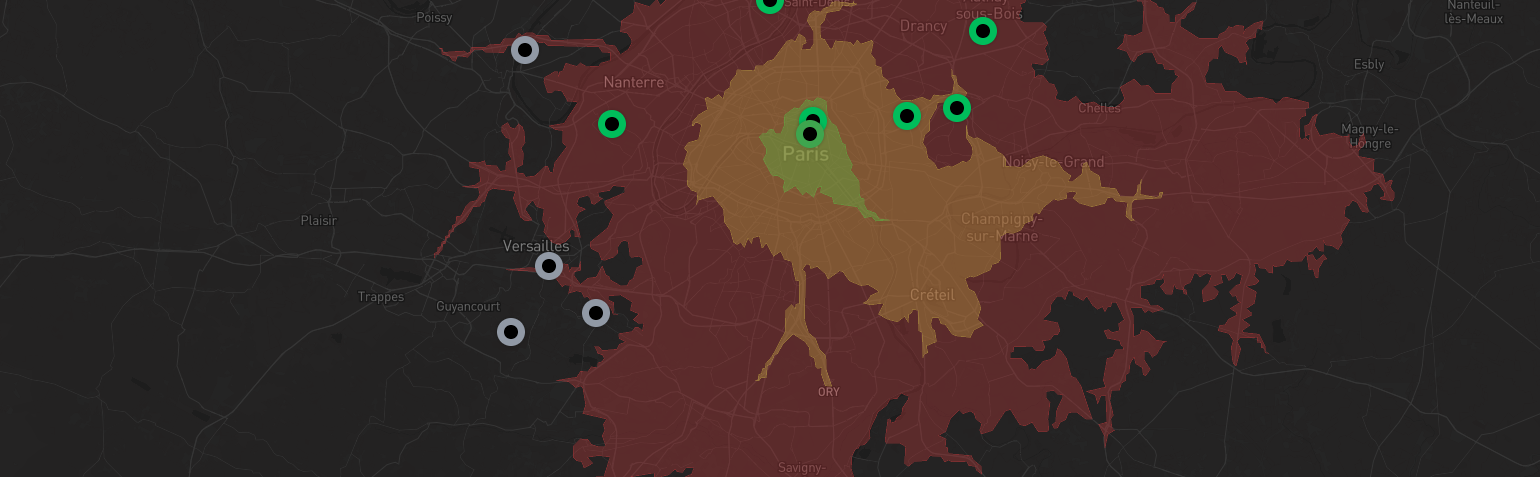 Saint-Denis
sous-Bois
Nanteuil-
lès-Meaux
Poissy
Drancy
Esbly
Nanterre
Chelles
Magny-le-
Hongre
Paris
Noisy-le-Grand
Plaisir
Champigny-
sur-Marne
Versailles
Trappes
Guyancourt
Créteil
ORY
Savigny-